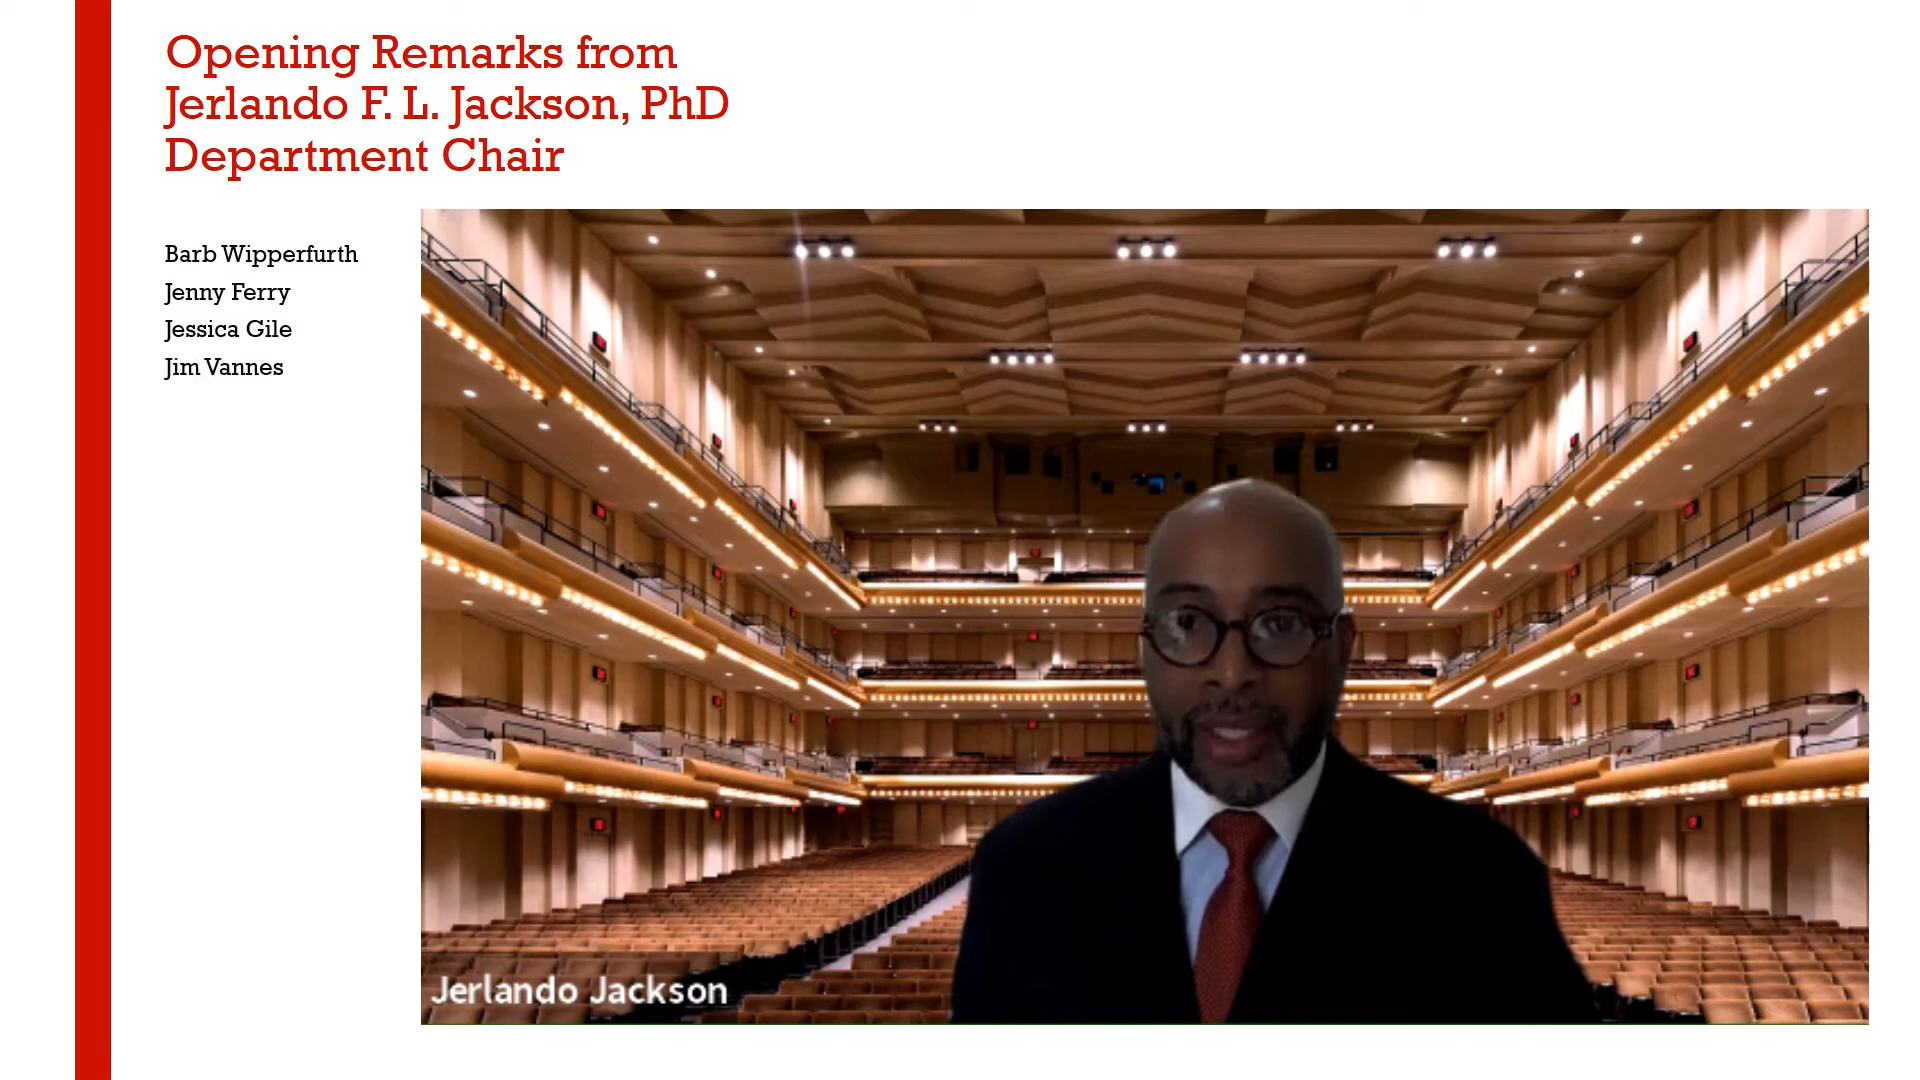 Opening Remarks from
Jerlando F. L. Jackson, PhD
Department Chair
Barb Wipperfurth
Jenny Ferry
Jessica Gile
Jim Vannes
Jerlando Jackson